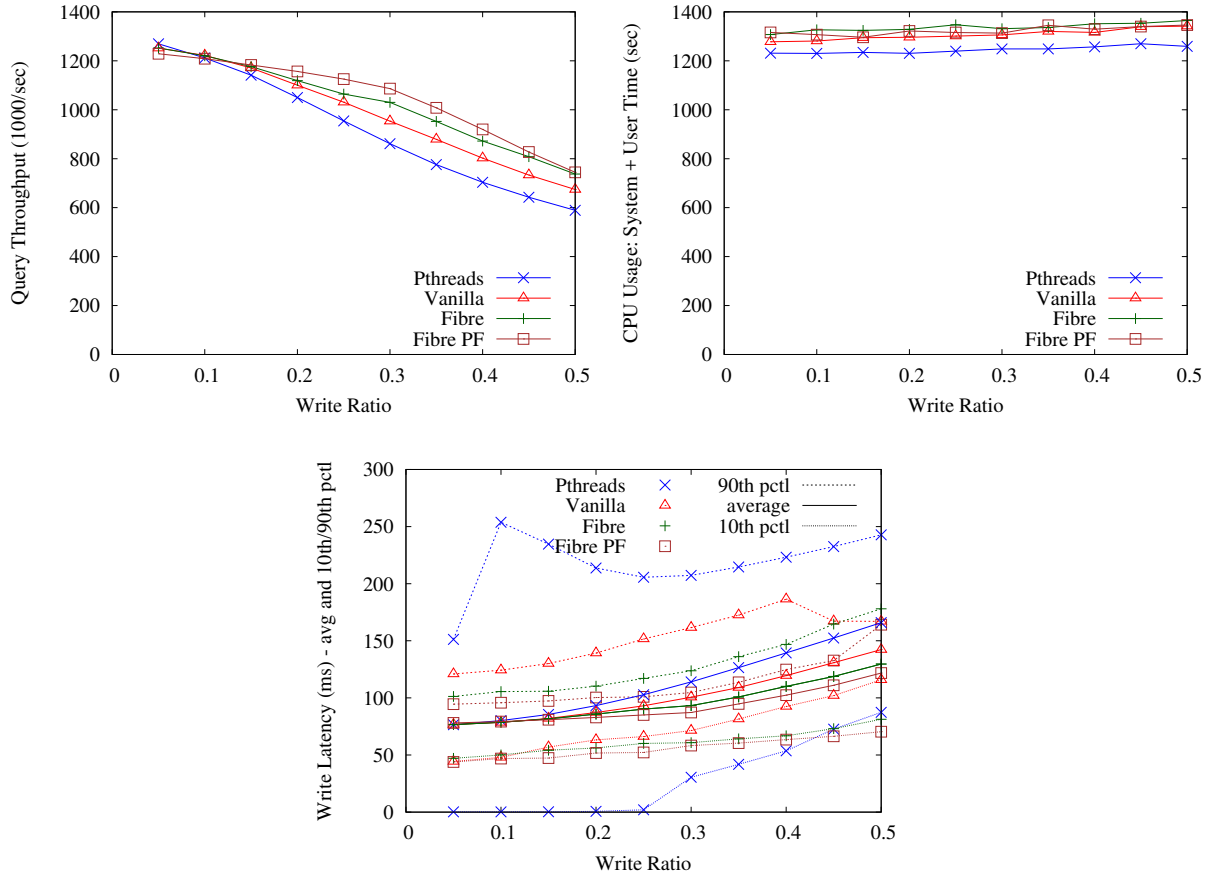 Query Throughput (1000/sec)
1400
1200
1000
800
600
400
200
0
0
0.1
0.2
0.3
0.4
0.5
Write Ratio
Pthreads
Vanilla
Fibre
Fibre PF
CPU Usage: System + User Time (sec)
1400
1200
1000
800
600
400
200
0
0
0.1
0.2
0.3
0.4
0.5
Write Ratio
Pthreads
Vanilla
Fibre
Fibre PF
Write Latency (ms) - avg and 10th/90th pctl
300
250
200
150
100
50
0
0
0.1
0.2
0.3
0.4
0.5
Write Ratio
Pthreads
Vanilla
Fibre
Fibre PF
90th pctl
average
10th pctl